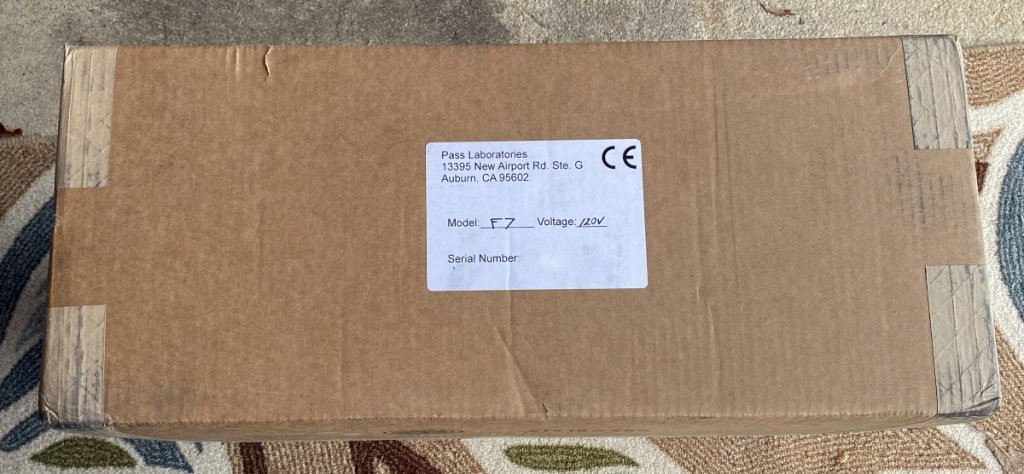 Pass Laboratories
13395 New Airport Rd. Ste. G
Auburn, CA 95602
CE
Model: F7 Voltage: 120V
Serial Number: